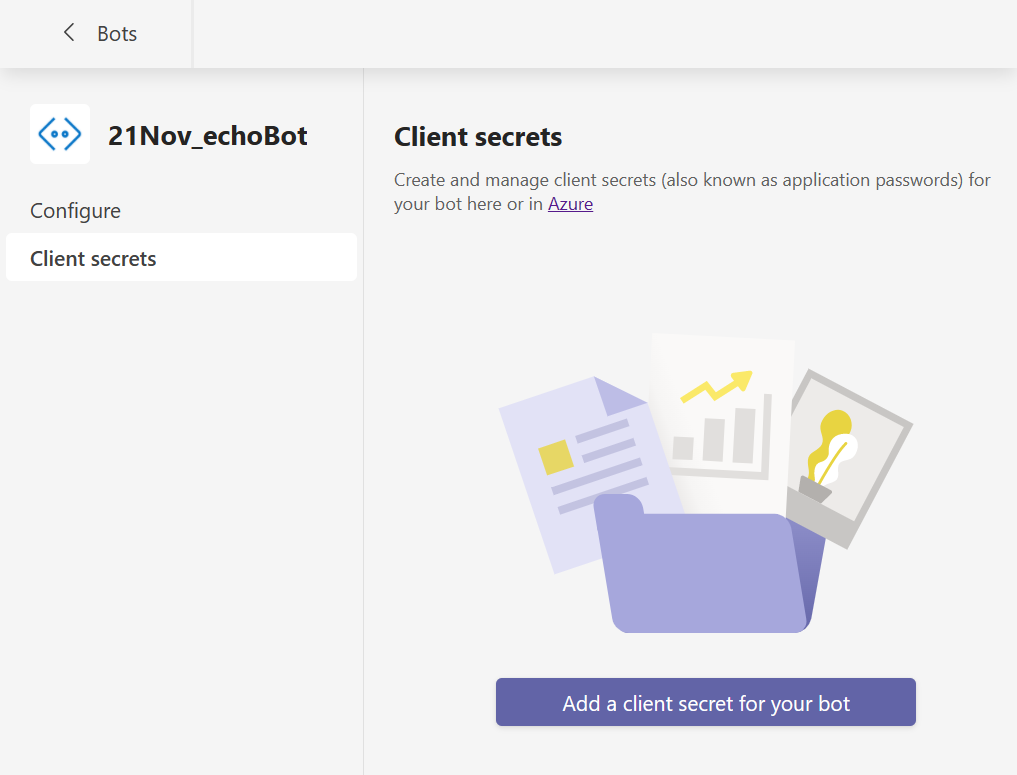 Bots
21Nov_echoBot
Configure
Client secrets
Client secrets
Create and manage client secrets (also known as application passwords) for
your bot here or in Azure
Add a client secret for your bot